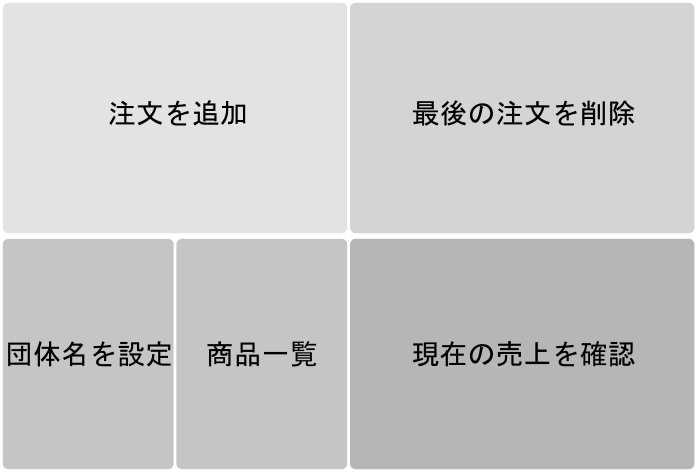 注文を追加
最後の注文を削除
団体名を設定
商品一覧
現在の売上を確認